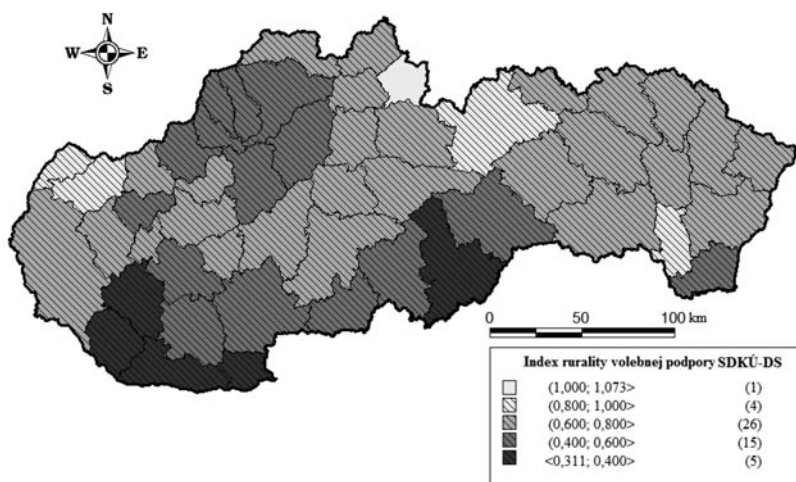 N
W E
S
0 50 100 km
Index rurality volebnej podpory SDKÚ-DS
(1,000; 1,073> (1)
(0,800; 1,000> (4)
(0,600; 0,800> (26)
(0,400; 0,600> (15)
<0,311; 0,400> (5)